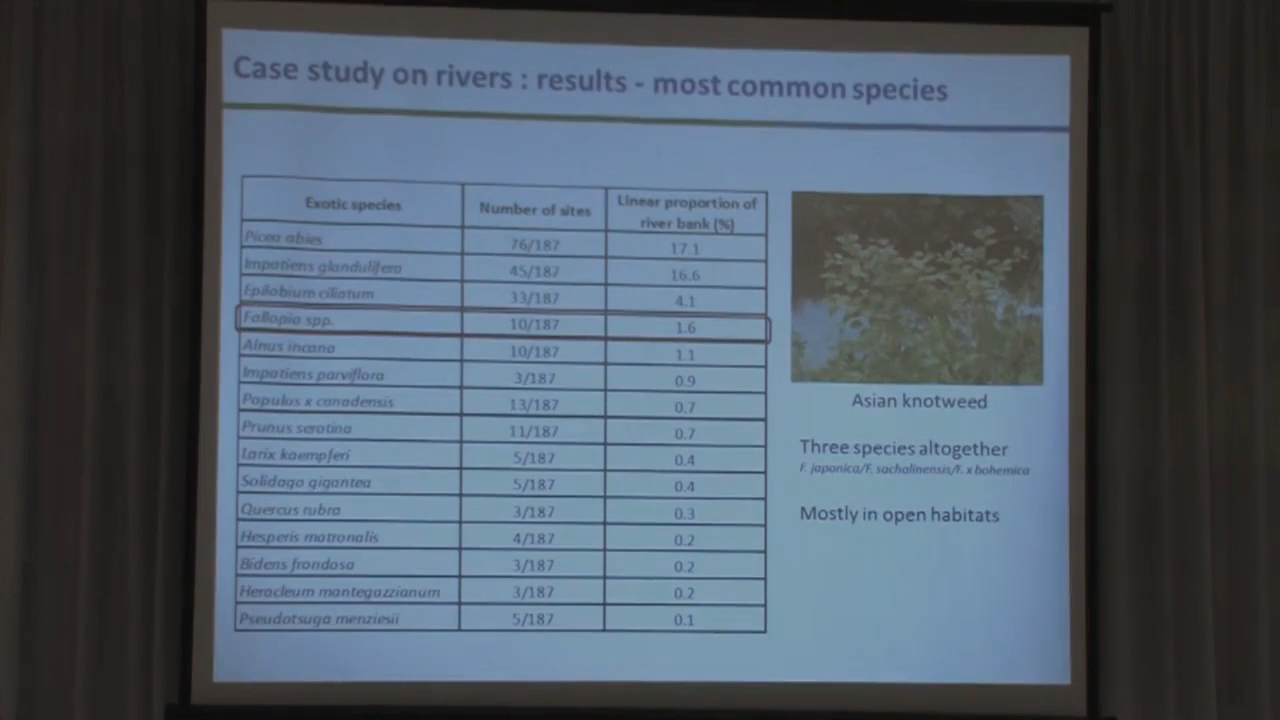 Case study on rivers : results - most common species
Exotic species Number of sites Linear proportion of river bank (%)
Picea abies 76/187 17.1
Impatiens glandulifera 45/187 16.6
Epilobium ciliatum 33/187 4.1
Fallopia spp. 10/187 1.6
Alnus incana 10/187 1.1
Impatiens parviflora 3/187 0.9
Populus x canadensis 13/187 0.7
Prunus serotina 11/187 0.7
Larix kaempferi 5/187 0.4
Solidago gigantea 5/187 0.4
Quercus rubra 3/187 0.3
Hesperis matronalis 4/187 0.2
Bidens frondosa 3/187 0.2
Heracleum mantegazzianum 3/187 0.2
Pseudotsuga menziesii 5/187 0.1
Asian knotweed
Three species altogether
F. japonica/F. sachalinensis/F. x bohemica
Mostly in open habitats